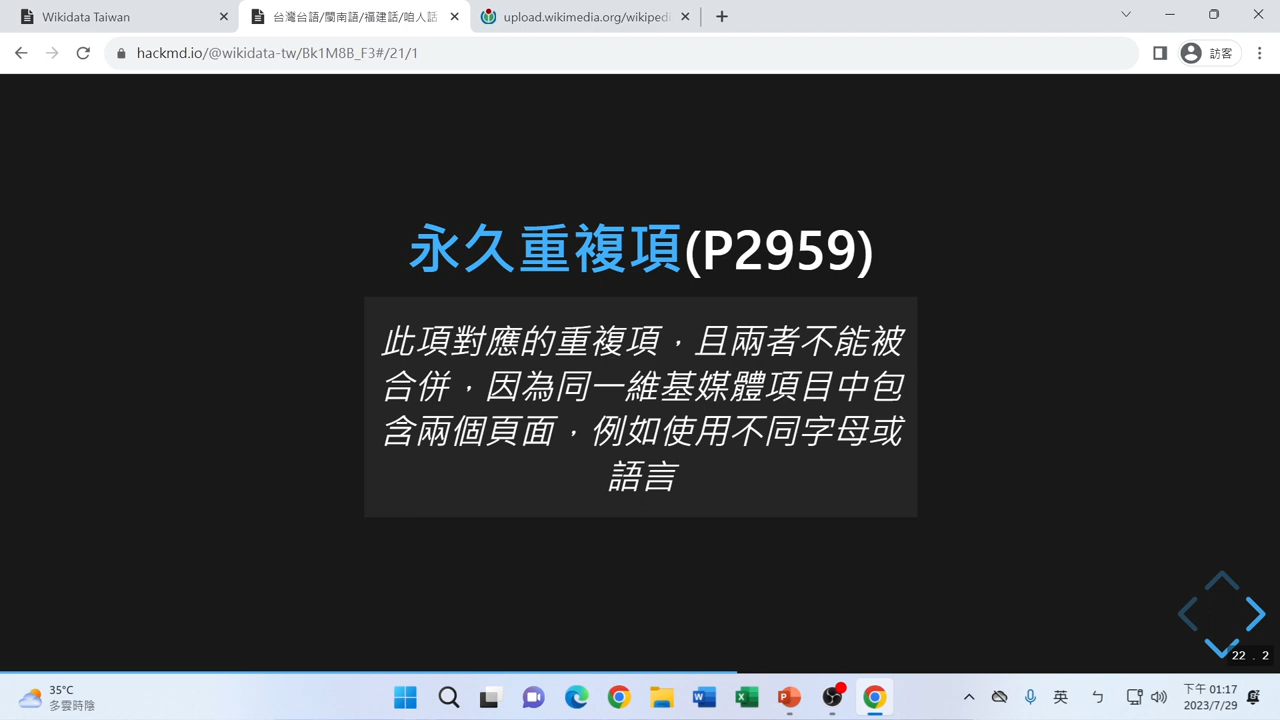 Wikidata Taiwan
台灣台語/閩南語/福建話/咱人話
upload.wikimedia.org/wikipedi
hackmd.io/@wikidata-tw/Bk1M8B_F3#/21/1
訪客
永久重複項(P2959)
此項對應的重複項，且兩者不能被
合併，因為同一維基媒體項目中包
含兩個頁面，例如使用不同字母或
語言
22 . 2
35°C
多雲時陰
英
ㄅ
下午 01:17
2023/7/29